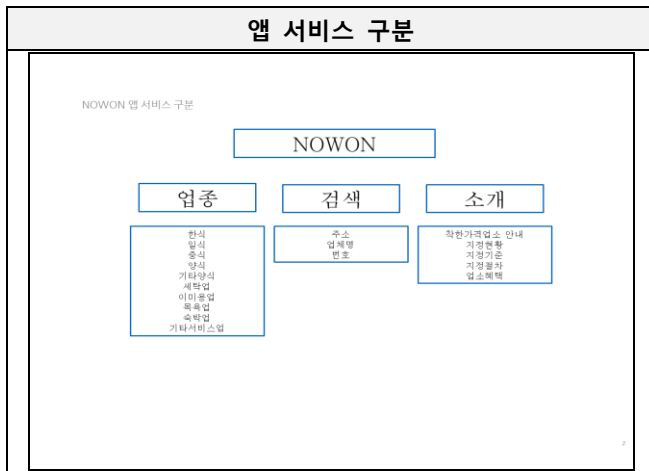 앱 서비스 구분
NOWON 앱 서비스 구분
NOWON
업종
검색
소개
한식
일식
중식
양식
기타양식
세탁업
이미용업
목욕업
숙박업
기타서비스업
주소
업체명
번호
착한가격업소 안내
지정현황
지정기준
지정절차
업소혜택
2